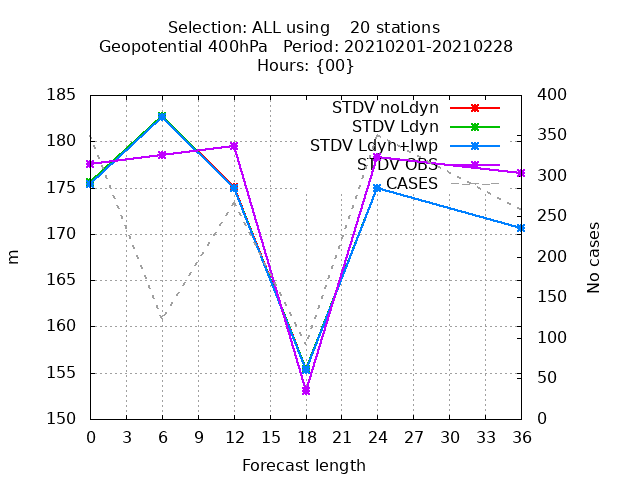 Selection: ALL using    20 stations
Geopotential 400hPa   Period: 20210201-20210228
Hours: {00}
185 400
STDV noLdyn
STDV Ldyn
180 350
STDV Ldyn+lwp
STDV OBS
300
175 CASES
170 250
m No cases
165 200
150
160
100
155
50
150 0
0 3 6 9 12 15 18 21 24 27 30 33 36
Forecast length